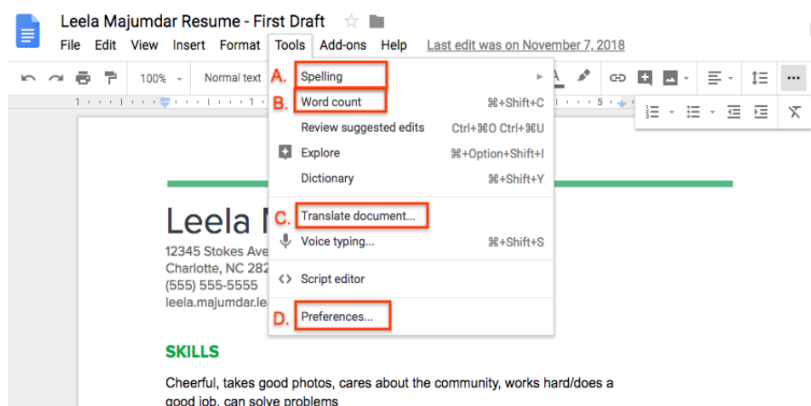 Leela Majumdar Resume - First Draft
File Edit View Insert Format Tools Add-ons Help Last edit was on November 7, 2018
100% Normal text
A. Spelling
B. Word count ⌘+Shift+C
Review suggested edits Ctrl+⌘O Ctrl+⌘U
Explore ⌘+Option+Shift+I
Dictionary ⌘+Shift+Y
C. Translate document...
Voice typing... ⌘+Shift+S
Script editor
D. Preferences...
1 1 5
Leela
12345 Stokes Ave
Charlotte, NC 282
(555) 555-5555
leela.majumdar.le
SKILLS
Cheerful, takes good photos, cares about the community, works hard/does a
good job, can solve problems